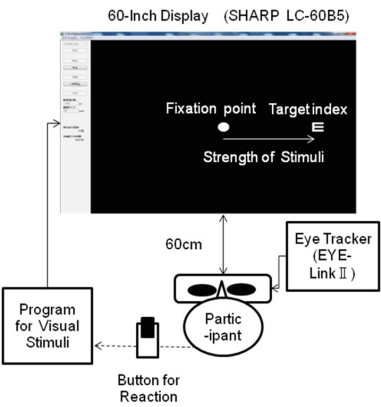 60-Inch Display (SHARP LC-60B5)
Fixation point
Target index
Strength of Stimuli
60cm
Eye Tracker
(EYE-
Link Ⅱ)
Partic
-ipant
Program
for Visual
Stimuli
Button for
Reaction